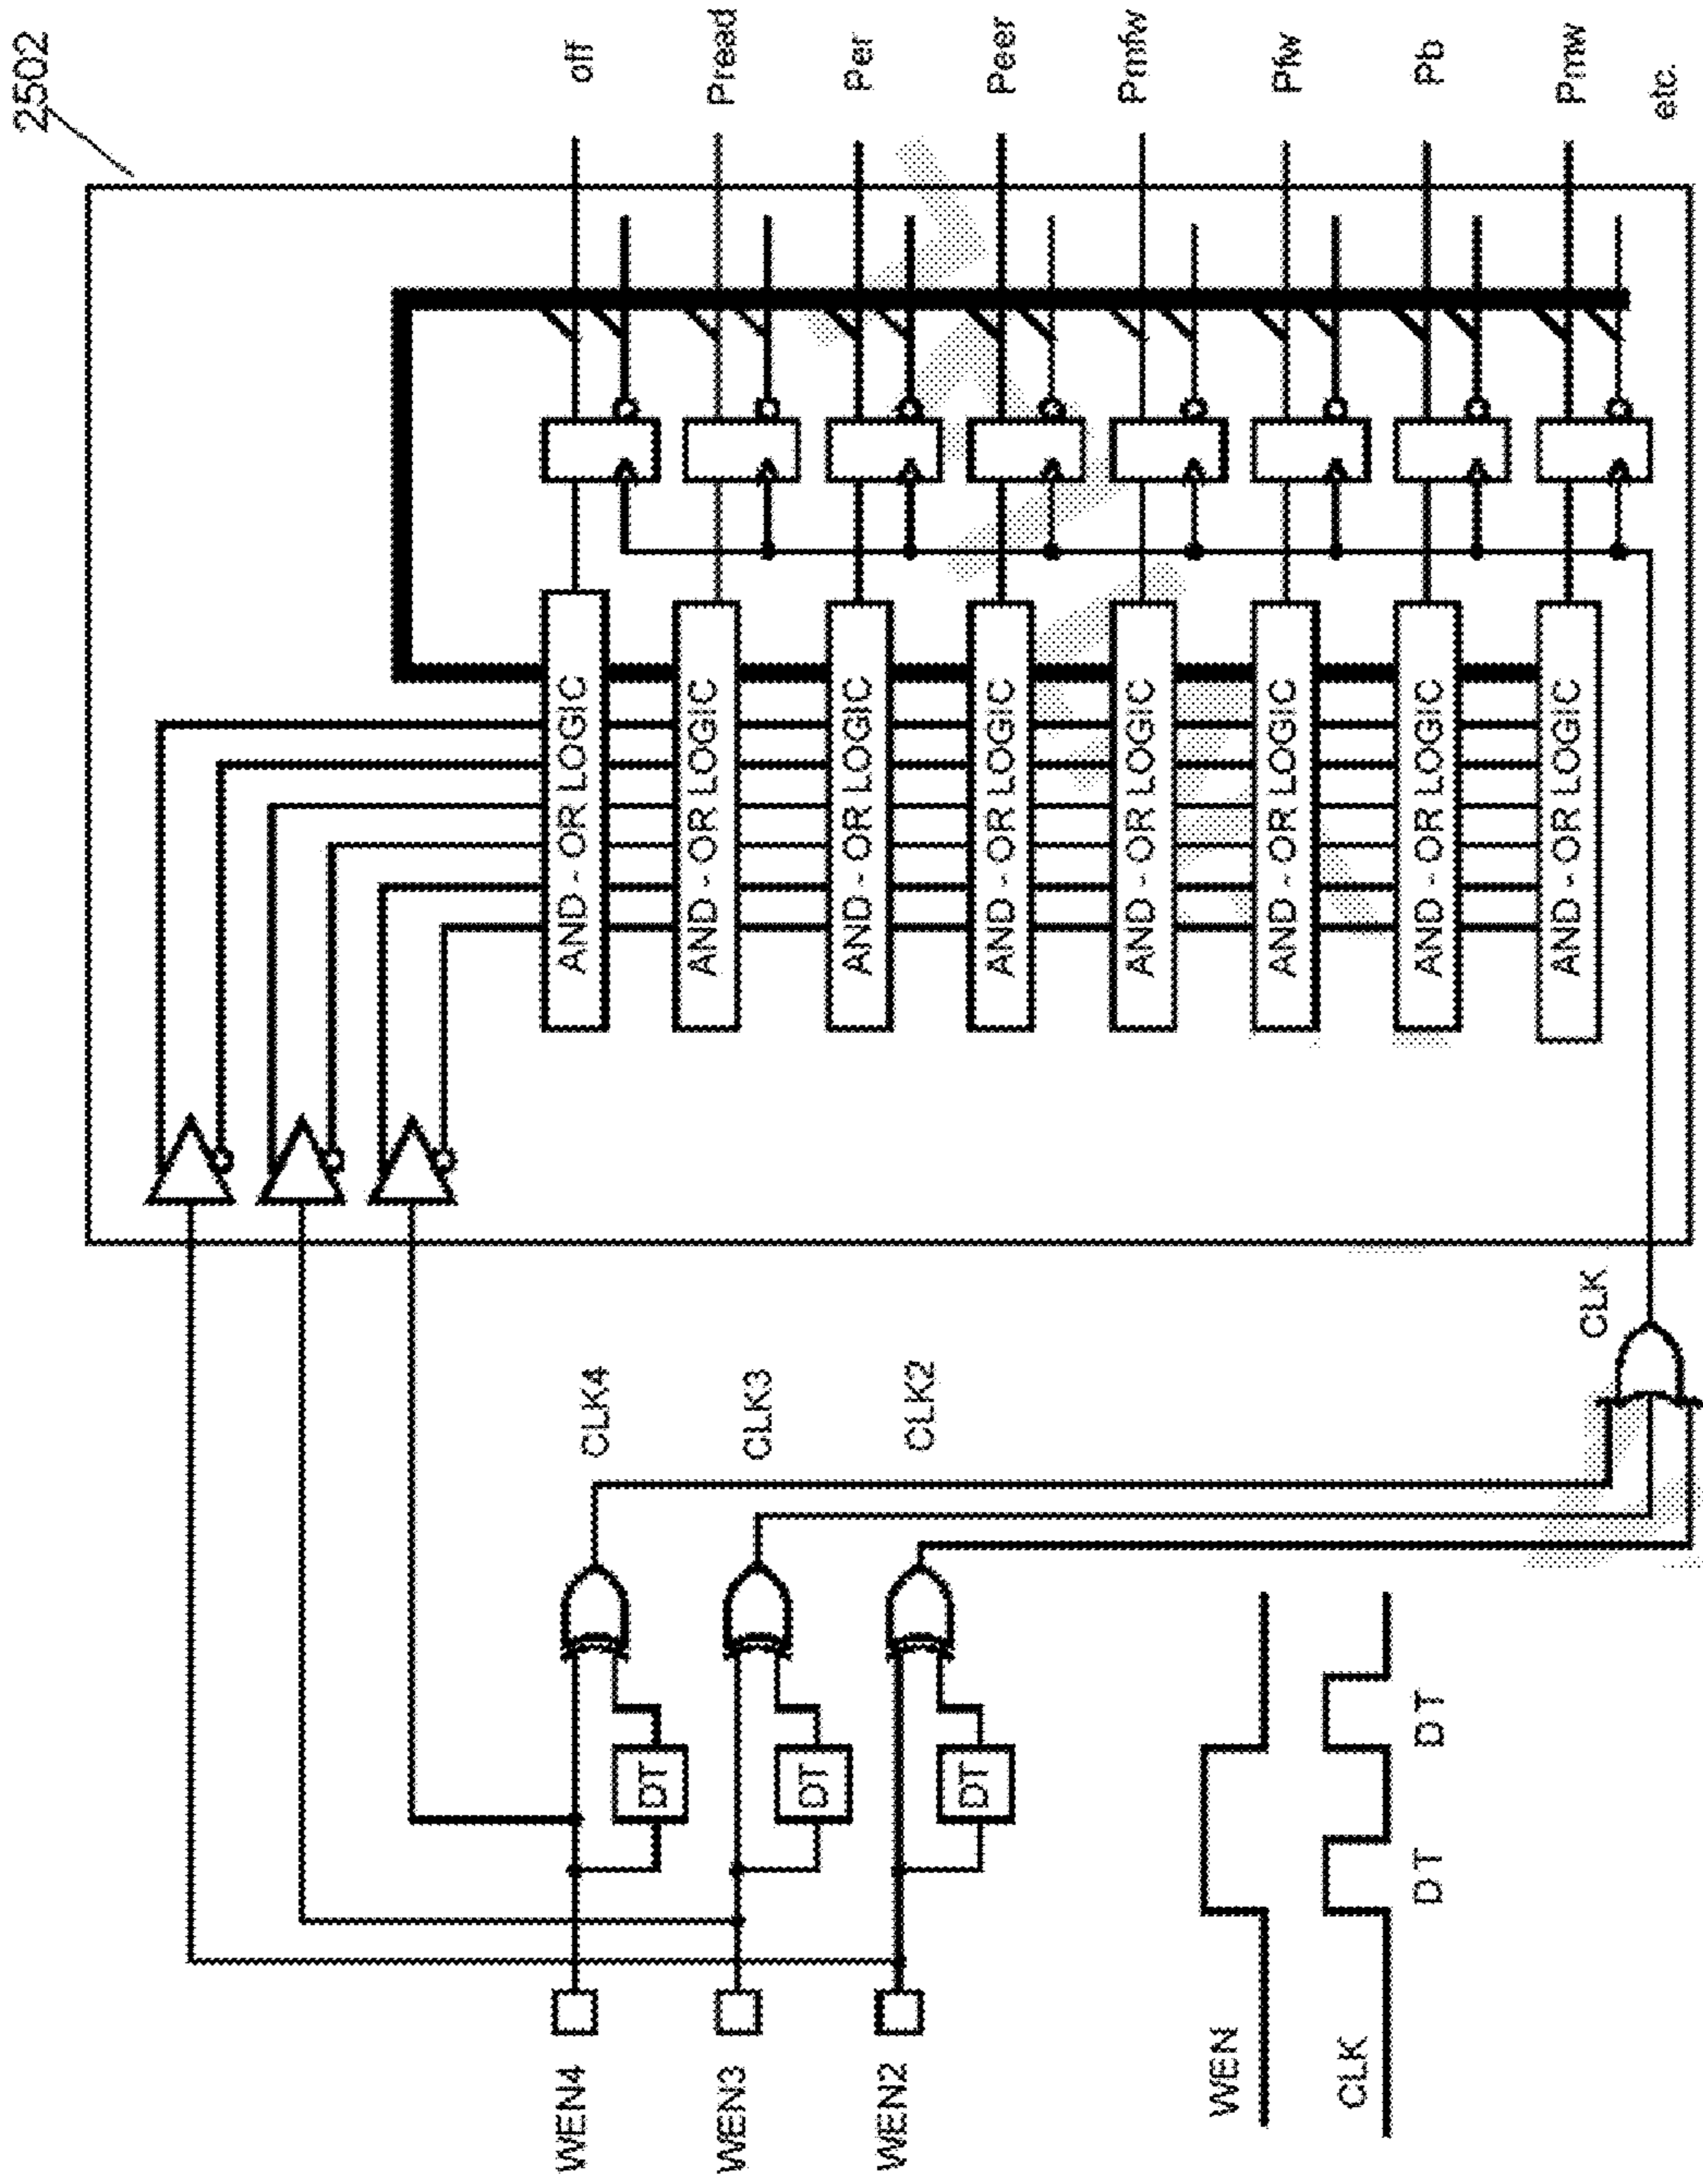 2502
off
Pread
Per
Peer
Pmfw
Pfw
Pb
Pmw
etc.
AND - OR LOGIC
AND - OR LOGIC
AND - OR LOGIC
AND - OR LOGIC
AND - OR LOGIC
AND - OR LOGIC
AND - OR LOGIC
AND - OR LOGIC
CLK
CLK4
CLK3
CLK2
DT
DT
DT
WEN4
WEN3
WEN2
WEN
CLK
DT
DT